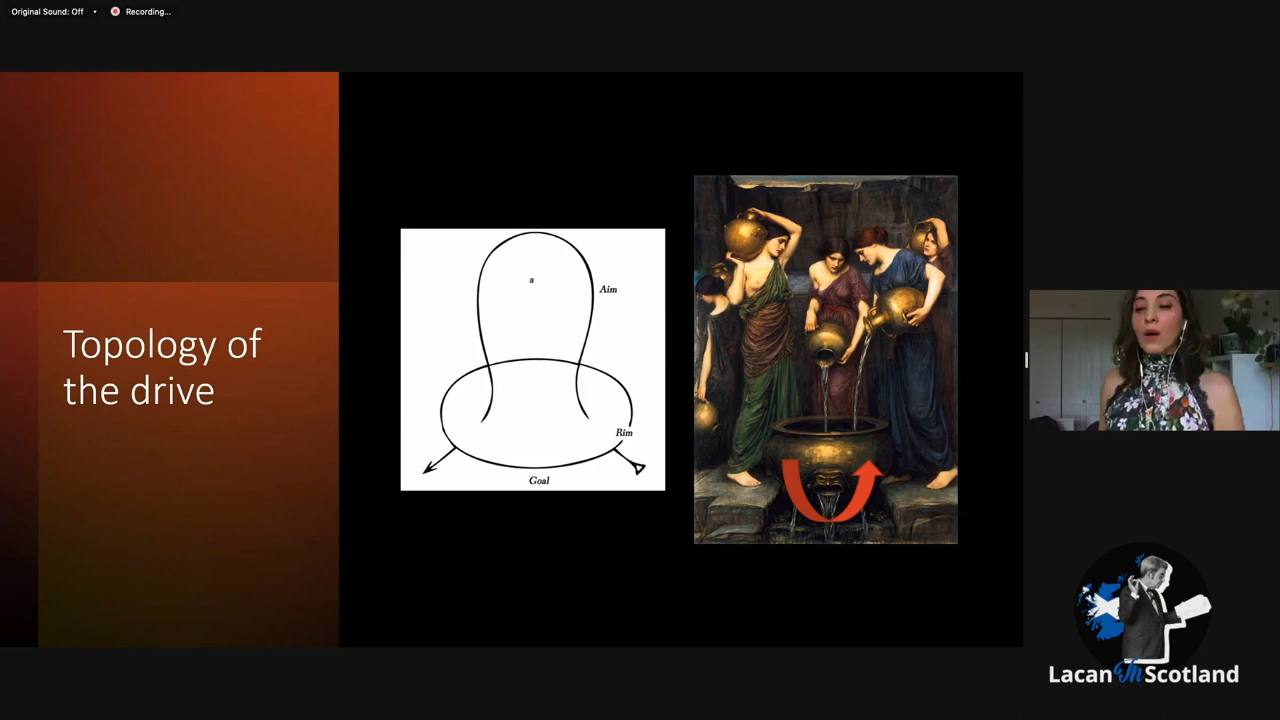 Original Sound: Off
Recording...
Topology of
the drive
a
Aim
Rim
Goal
Lacan In Scotland